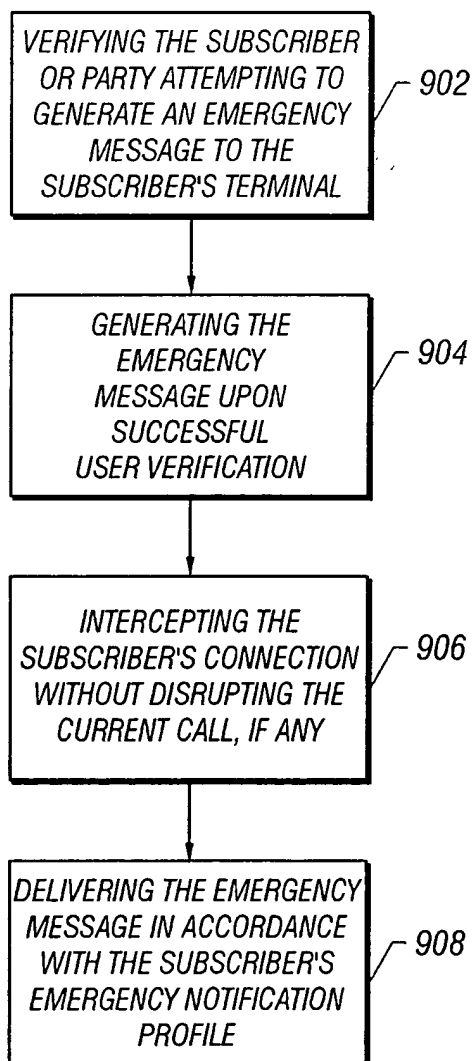 VERIFYING THE SUBSCRIBER
OR PARTY ATTEMPTING TO
GENERATE AN EMERGENCY
MESSAGE TO THE
SUBSCRIBER'S TERMINAL
902
GENERATING THE
EMERGENCY
MESSAGE UPON
SUCCESSFUL
USER VERIFICATION
904
INTERCEPTING THE
SUBSCRIBER'S CONNECTION
WITHOUT DISRUPTING THE
CURRENT CALL, IF ANY
906
DELIVERING THE EMERGENCY
MESSAGE IN ACCORDANCE
WITH THE SUBSCRIBER'S
EMERGENCY NOTIFICATION
PROFILE
908